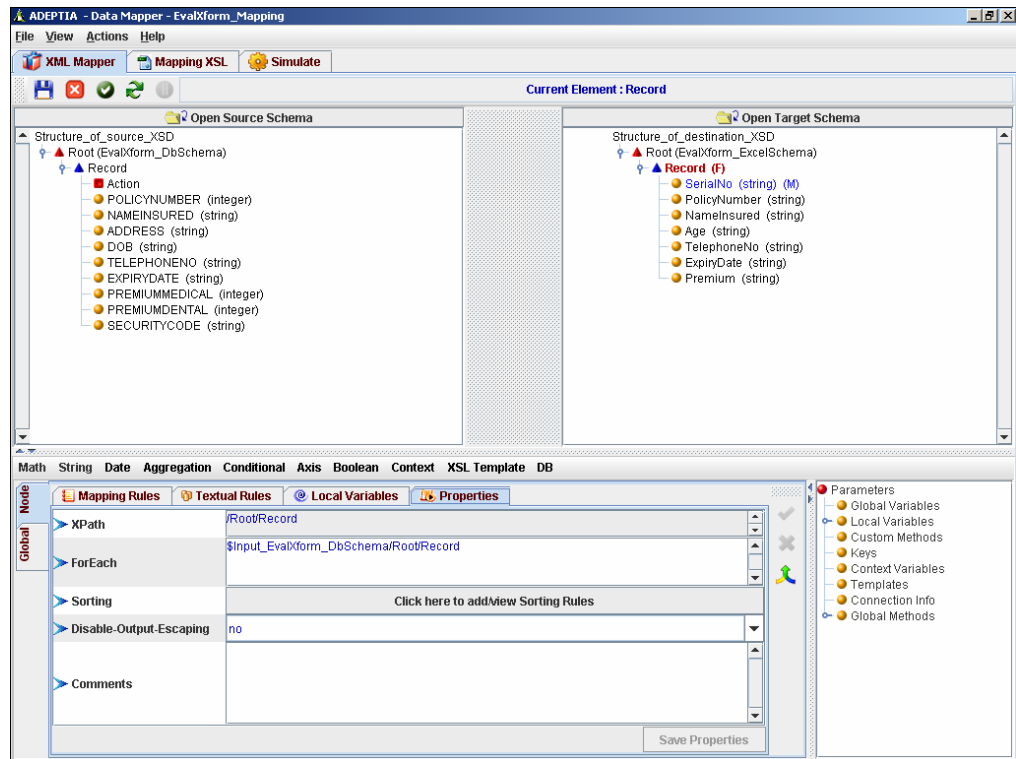 ADEPTIA - Data Mapper - EvalXform_Mapping
File View Actions Help
XML Mapper Mapping XSL Simulate
Current Element : Record
Open Source Schema
Structure_of_source_XSD
Root (EvalXform_DbSchema)
Record
Action
POLICYNUMBER (integer)
NAMEINSURED (string)
ADDRESS (string)
DOB (string)
TELEPHONENO (string)
EXPIRYDATE (string)
PREMIUMMEDICAL (integer)
PREMIUMDENTAL (integer)
SECURITYCODE (string)
Open Target Schema
Structure_of_destination_XSD
Root (EvalXform_ExcelSchema)
Record (F)
SerialNo (string) (M)
PolicyNumber (string)
NameInsured (string)
Age (string)
TelephoneNo (string)
ExpiryDate (string)
Premium (string)
Math String Date Aggregation Conditional Axis Boolean Context XSL Template DB
Node
Global
Mapping Rules Textual Rules Local Variables Properties
XPath /Root/Record
ForEach $Input_EvalXform_DbSchema/Root/Record
Sorting Click here to add/view Sorting Rules
Disable-Output-Escaping no
Comments
Save Properties
Parameters
Global Variables
Local Variables
Custom Methods
Keys
Context Variables
Templates
Connection Info
Global Methods